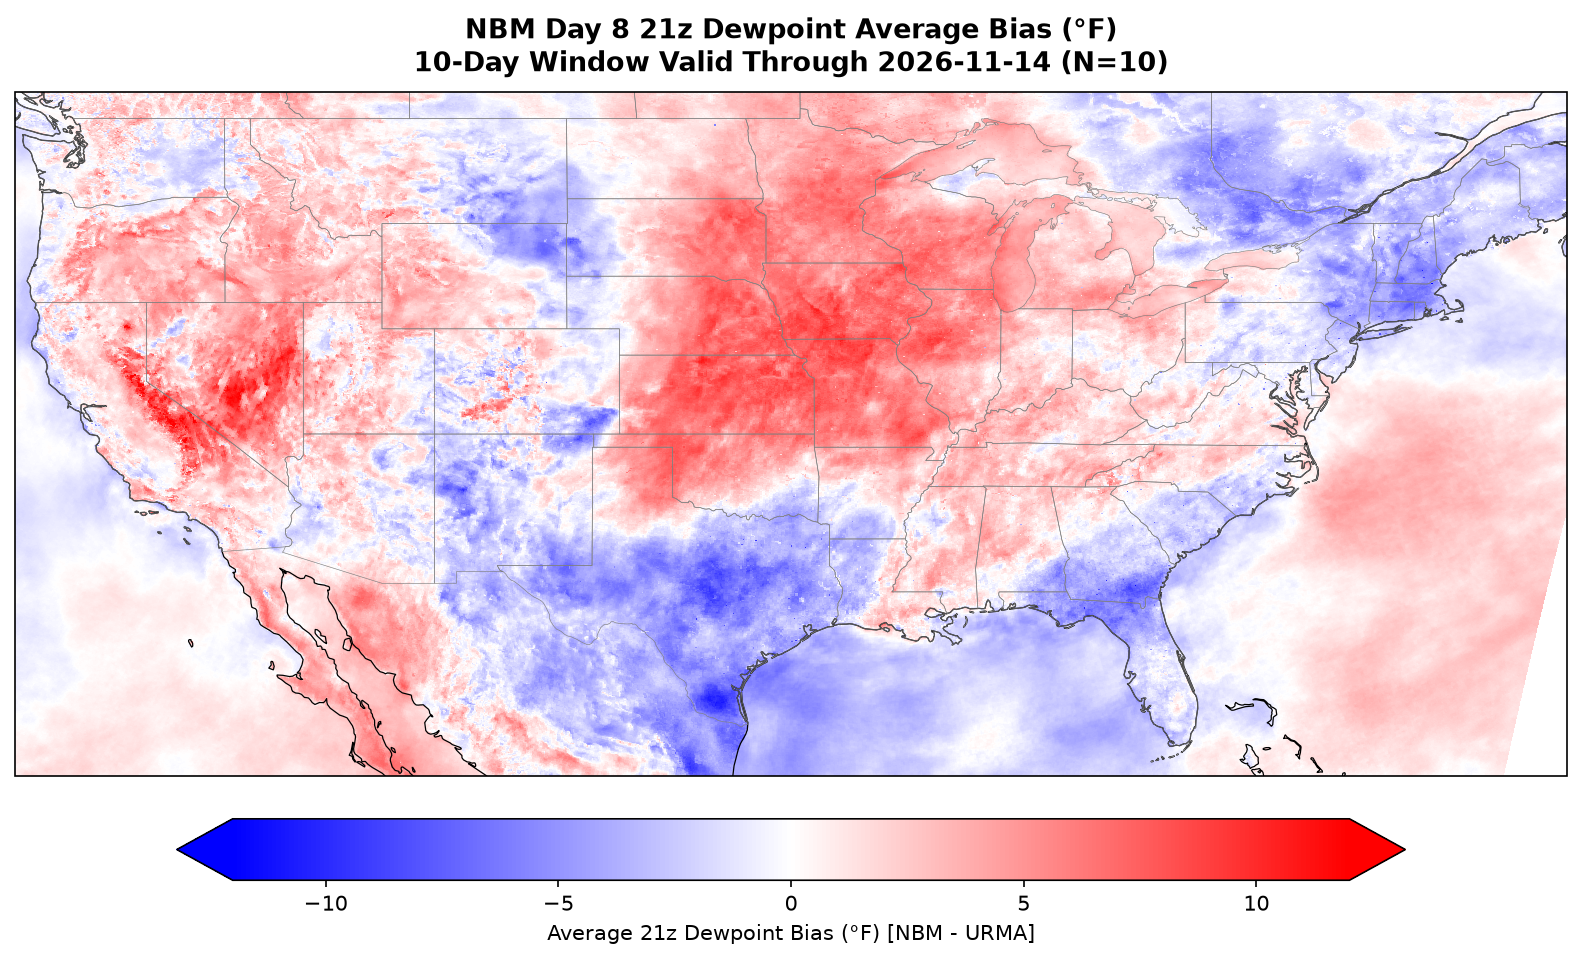 NBM Day 8 21z Dewpoint Average Bias (°F)
10-Day Window Valid Through 2026-11-14 (N=10)
−10 −5 0 5 10
Average 21z Dewpoint Bias (°F) [NBM - URMA]